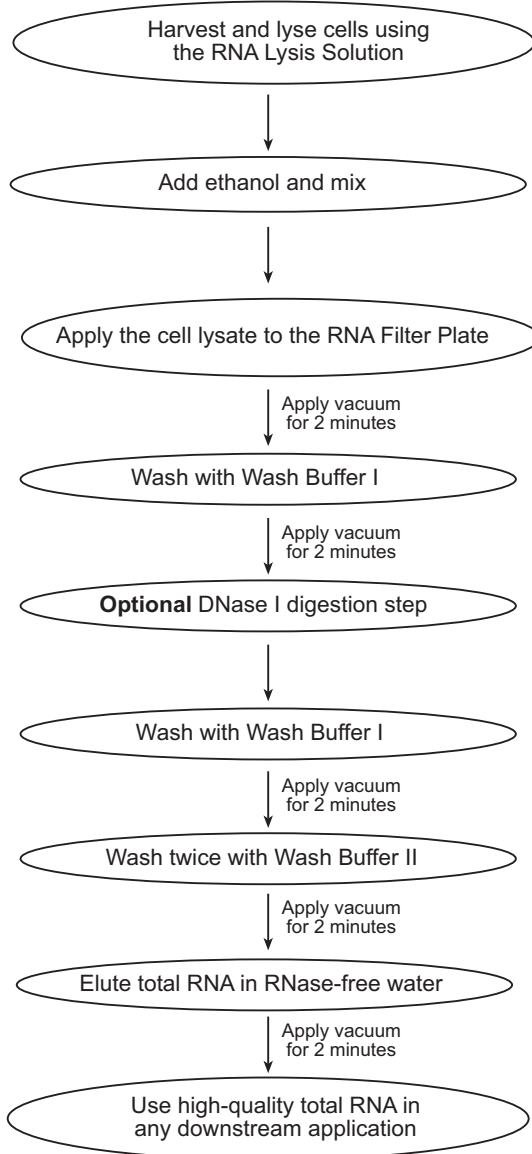 Harvest and lyse cells using
the RNA Lysis Solution
Add ethanol and mix
Apply the cell lysate to the RNA Filter Plate
Apply vacuum
for 2 minutes
Wash with Wash Buffer I
Apply vacuum
for 2 minutes
Optional DNase I digestion step
Wash with Wash Buffer I
Apply vacuum
for 2 minutes
Wash twice with Wash Buffer II
Apply vacuum
for 2 minutes
Elute total RNA in RNase-free water
Apply vacuum
for 2 minutes
Use high-quality total RNA in
any downstream application